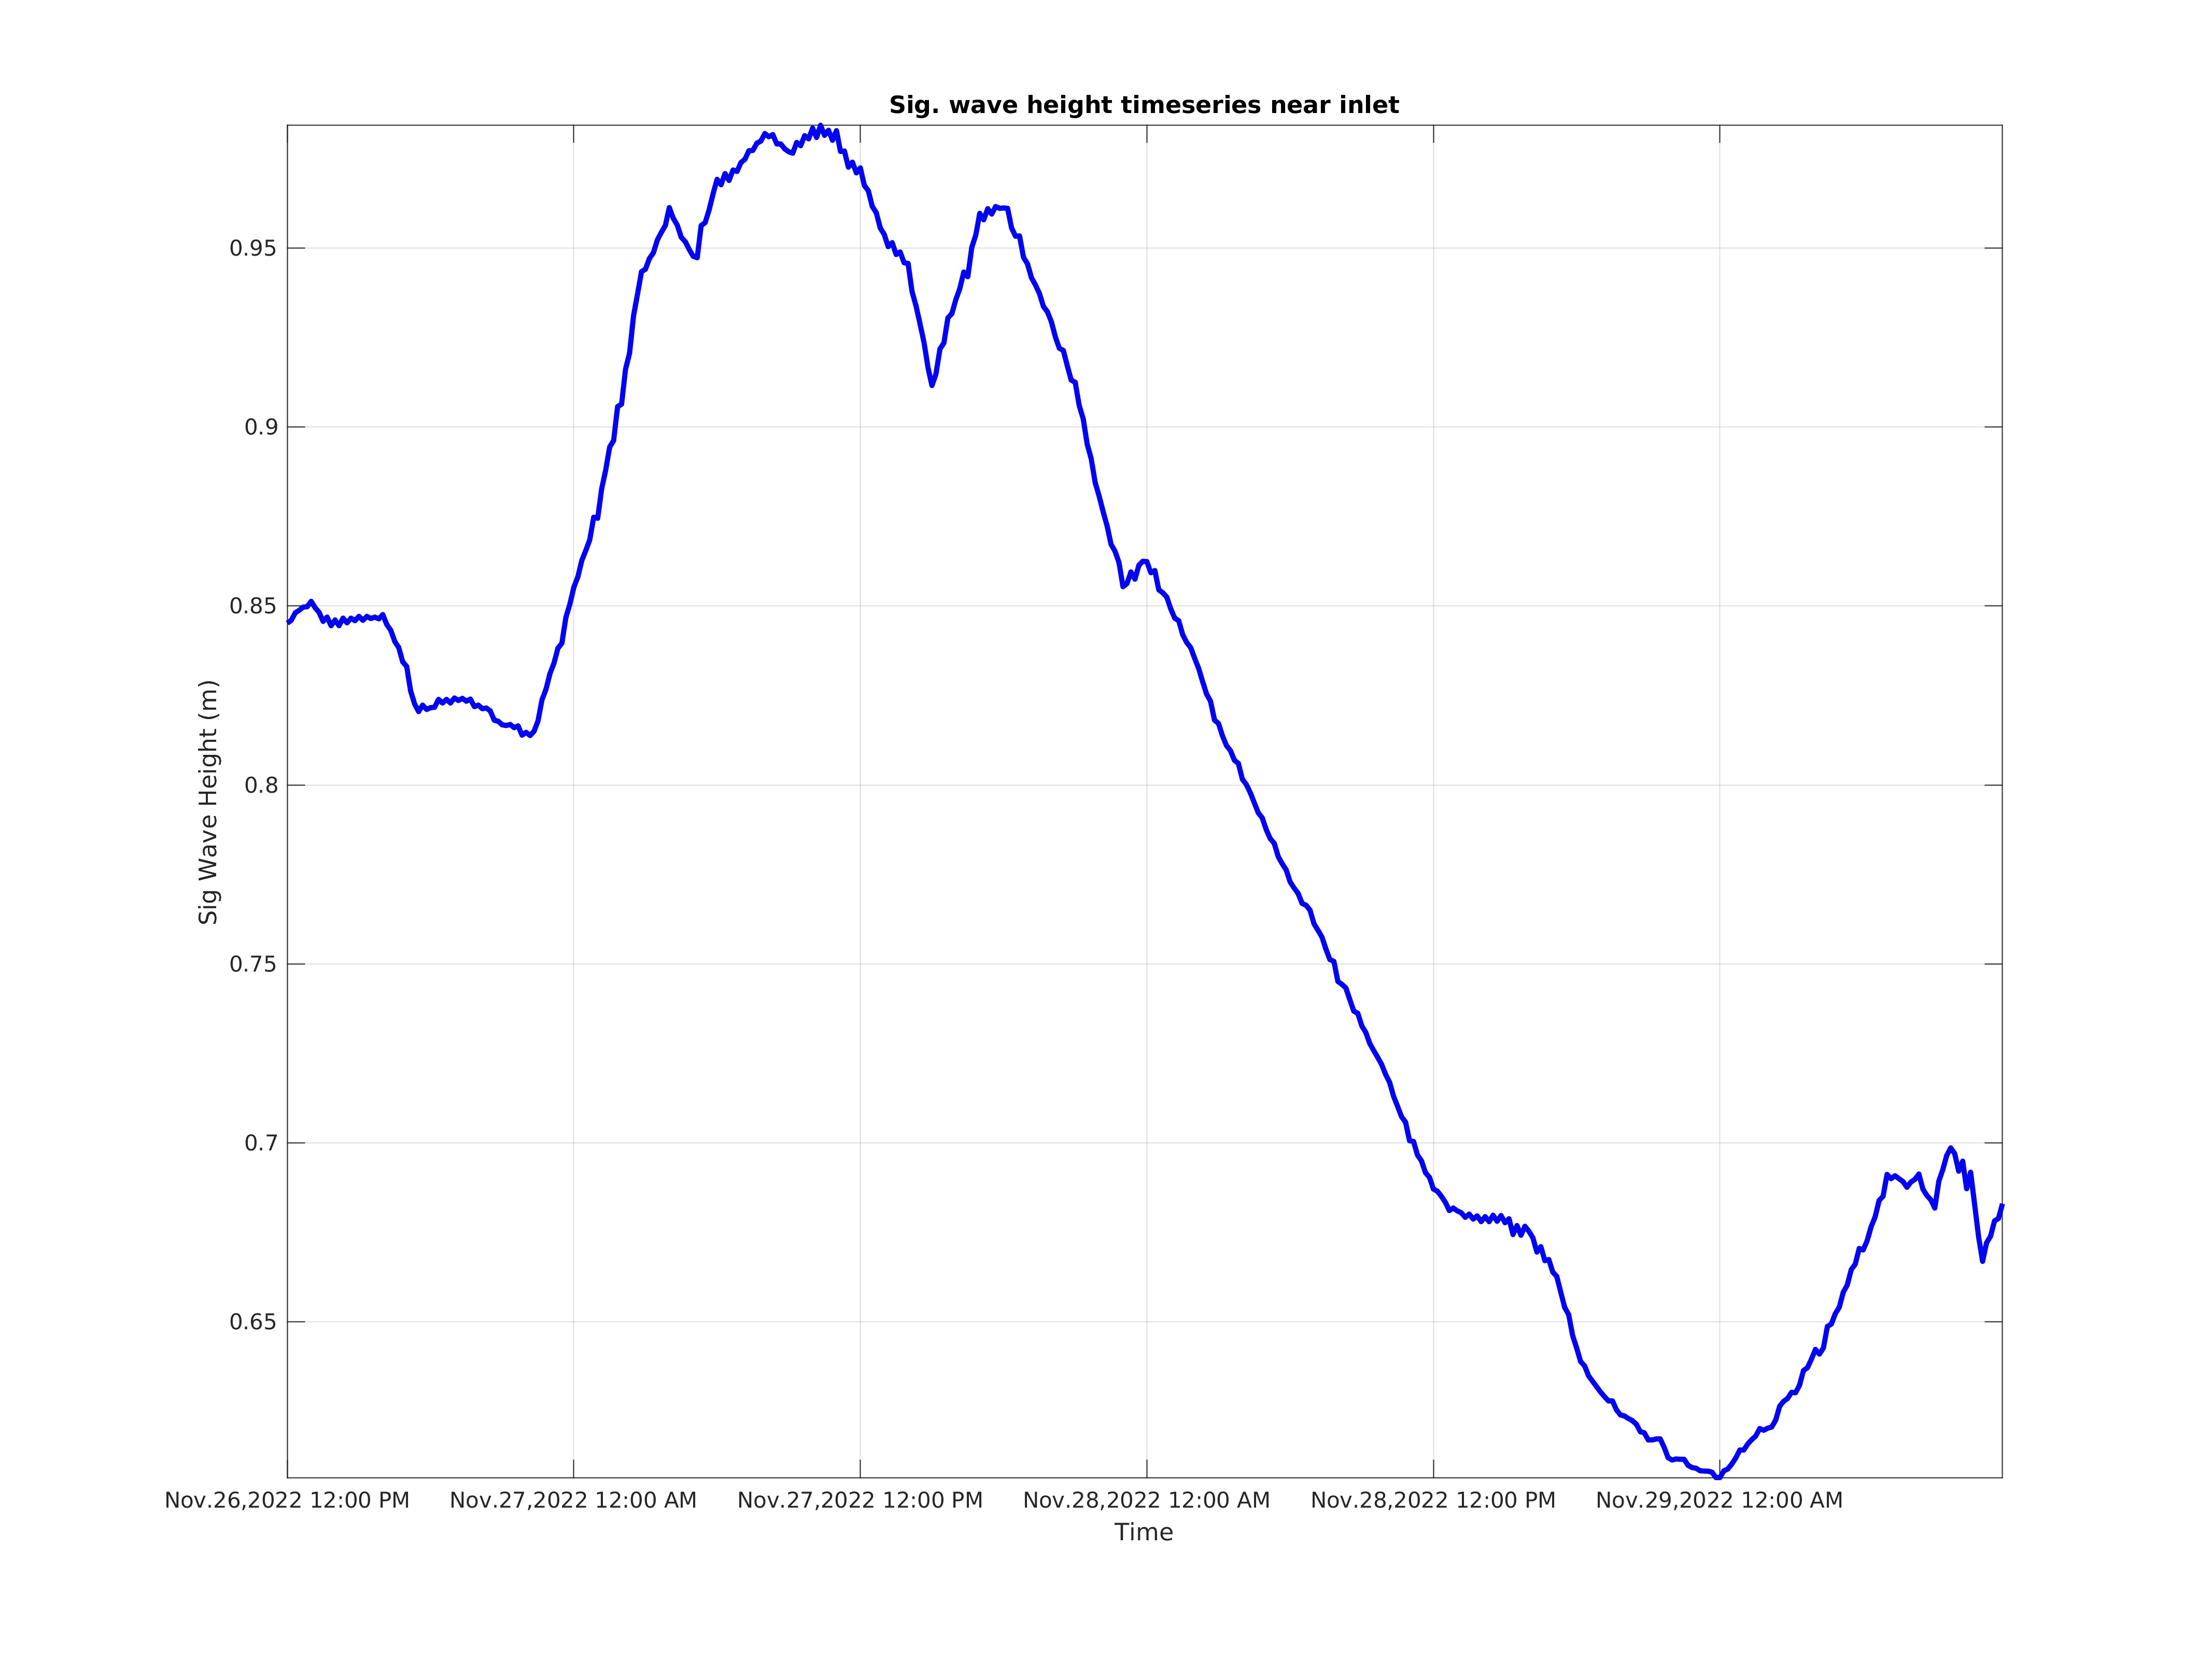 Sig. wave height timeseries near inlet
0.95
0.9
0.85
0.8
0.75
0.7
0.65
Sig Wave Height (m)
Nov.26,2022 12:00 PM
Nov.27,2022 12:00 AM
Nov.27,2022 12:00 PM
Nov.28,2022 12:00 AM
Nov.28,2022 12:00 PM
Nov.29,2022 12:00 AM
Time